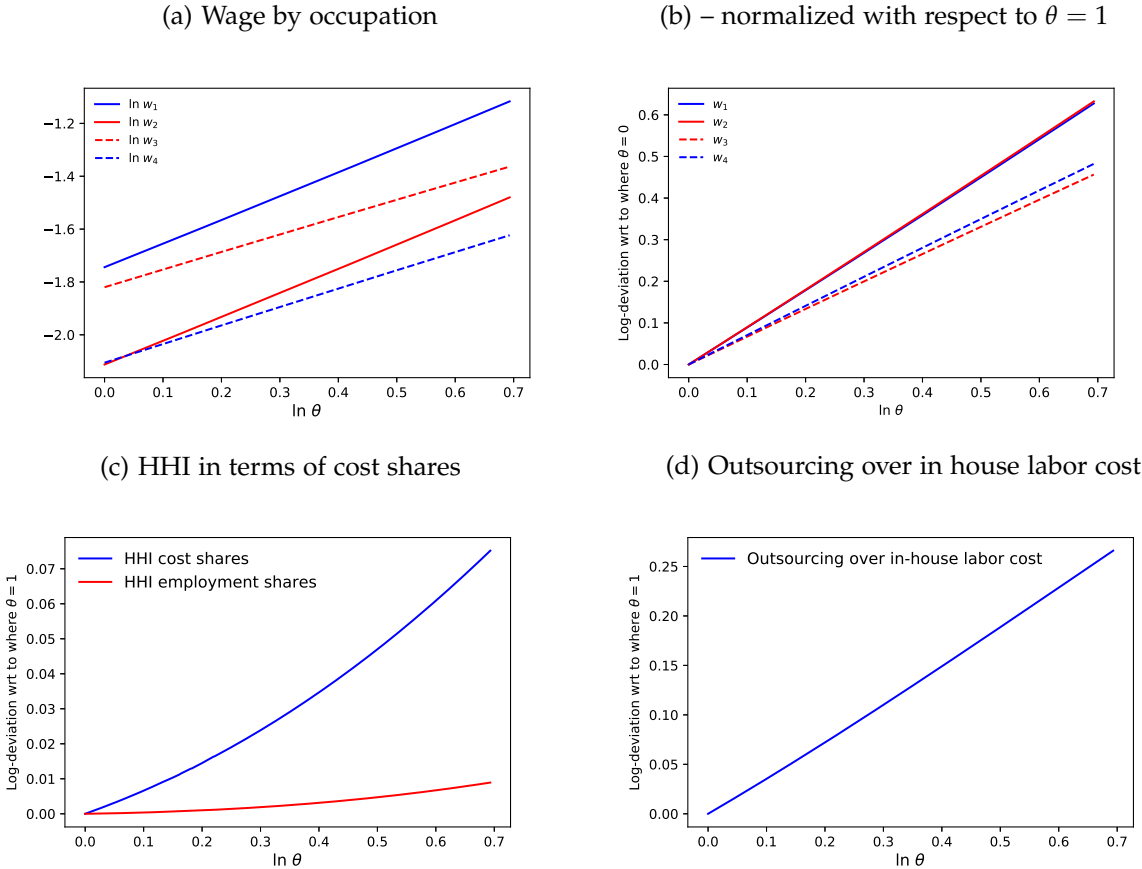 (a) Wage by occupation
(b) – normalized with respect to θ = 1
ln w₁
ln w₂
ln w₃
ln w₄
−1.2
−1.4
−1.6
−1.8
−2.0
0.0 0.1 0.2 0.3 0.4 0.5 0.6 0.7
ln θ
Log-deviation wrt to where θ = 0
w₁
w₂
w₃
w₄
0.6
0.5
0.4
0.3
0.2
0.1
0.0
0.0 0.1 0.2 0.3 0.4 0.5 0.6 0.7
ln θ
(c) HHI in terms of cost shares
(d) Outsourcing over in house labor cost
Log-deviation wrt to where θ = 1
HHI cost shares
HHI employment shares
0.07
0.06
0.05
0.04
0.03
0.02
0.01
0.00
0.0 0.1 0.2 0.3 0.4 0.5 0.6 0.7
ln θ
Log-deviation wrt to where θ = 1
Outsourcing over in-house labor cost
0.25
0.20
0.15
0.10
0.05
0.00
0.0 0.1 0.2 0.3 0.4 0.5 0.6 0.7
ln θ